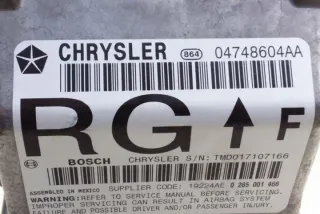 CHRYSLER 864 04748604AA
RG F
BOSCH CHRYSLER S/N: TMD017107166
ASSEMBLED IN MEXICO SUPPLIER CODE: 19224AE 0 285 001 466
WARNING: REFER TO SERVICE MANUAL BEFORE SERVICING.
IMPROPER SERVICING CAN RESULT IN UNWANTED AIRBAG
FAILURE AND POSSIBLE DRIVER AND/OR PASSENGER INJURY.